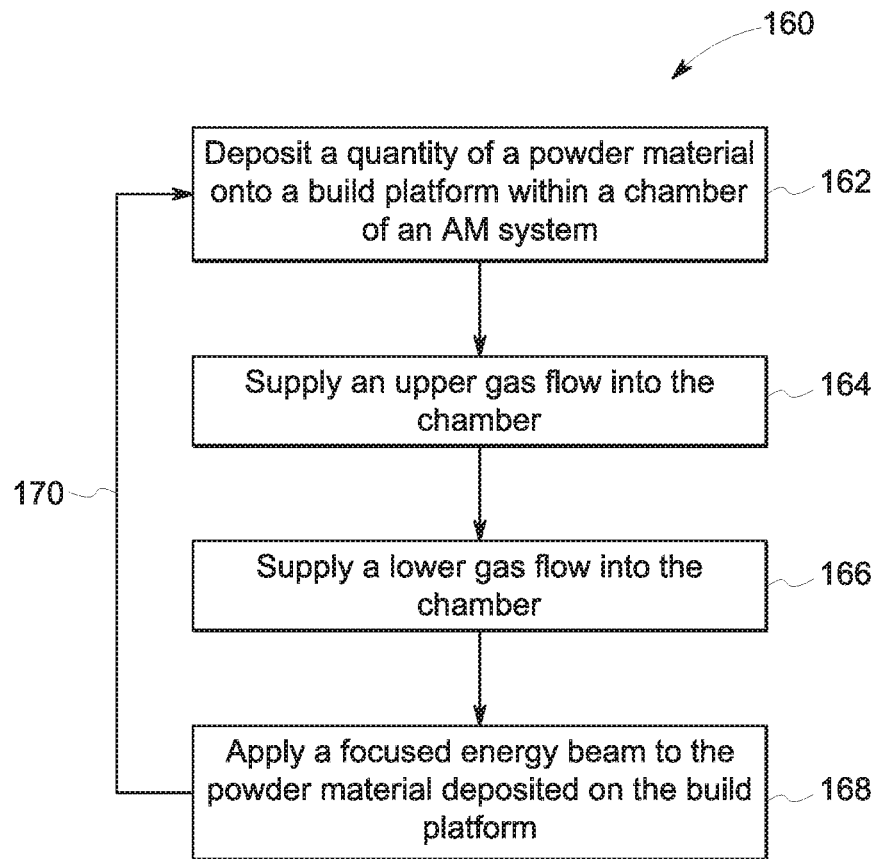 160
Deposit a quantity of a powder material
onto a build platform within a chamber
of an AM system
162
Supply an upper gas flow into the
chamber
164
170
Supply a lower gas flow into the
chamber
166
Apply a focused energy beam to the
powder material deposited on the build
platform
168